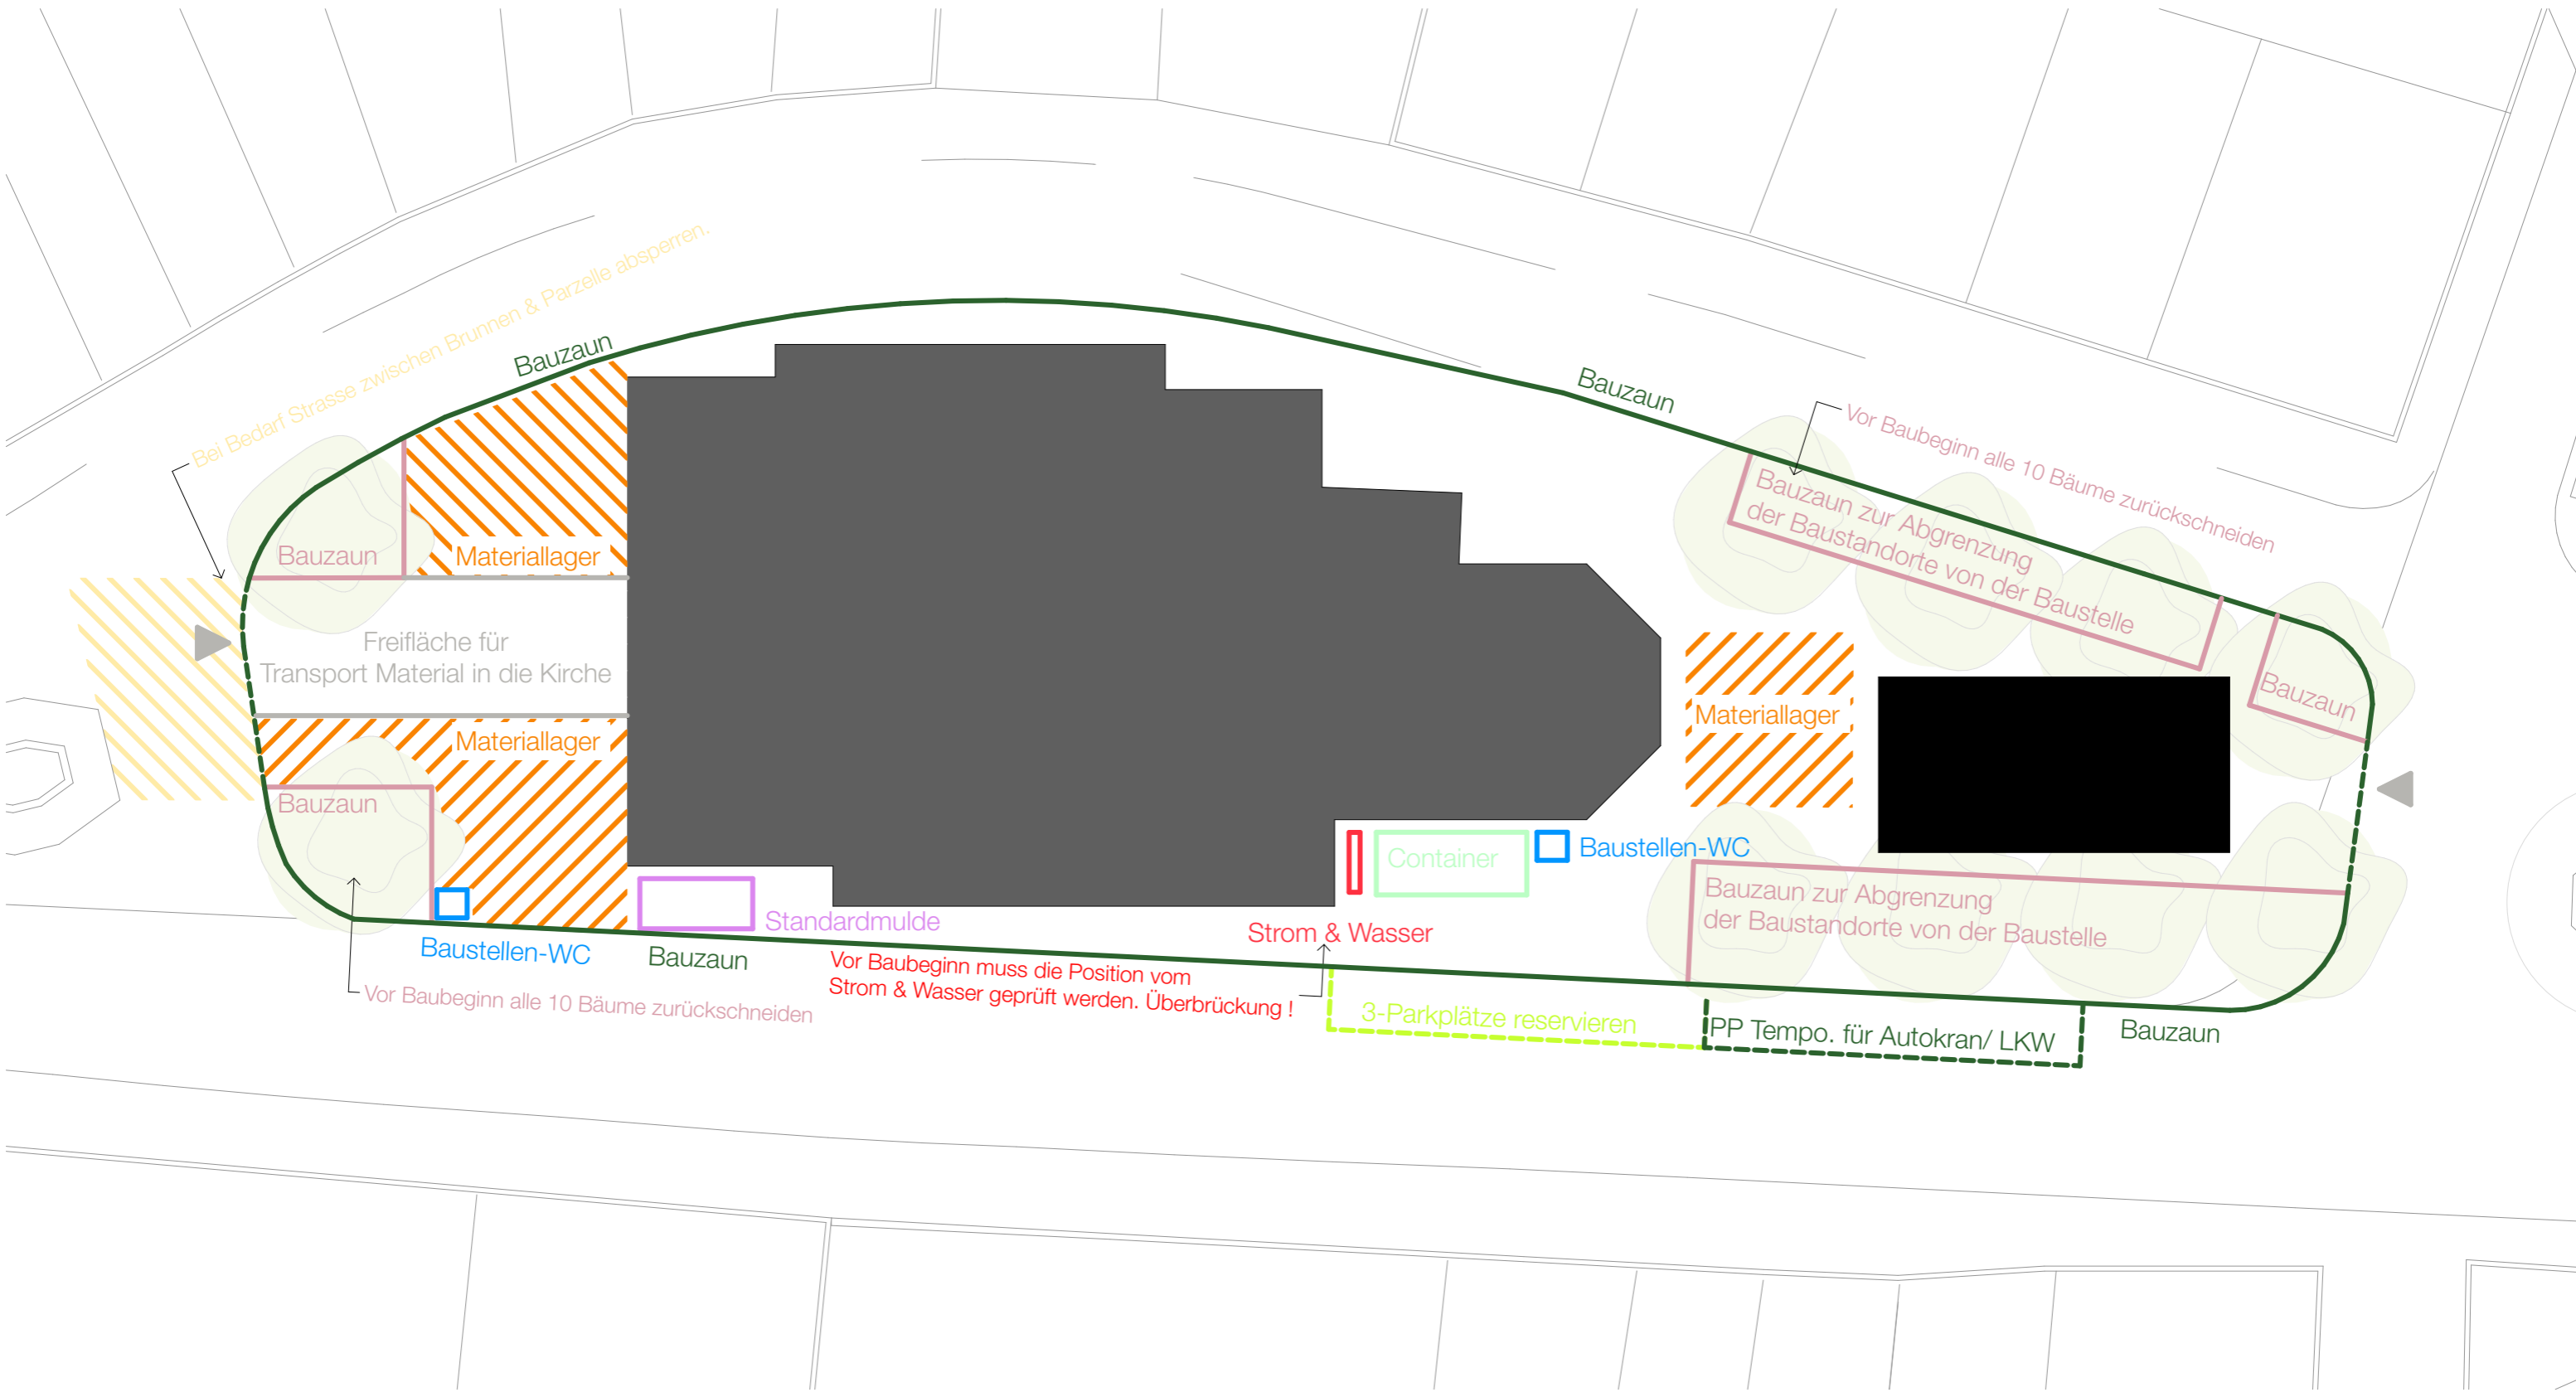 Bei Bedarf Strasse zwischen Brunnen & Parzelle absperren.
Bauzaun
Bauzaun
Vor Baubeginn alle 10 Bäume zurückschneiden
Bauzaun zur Abgrenzung
der Baustandorte von der Baustelle
Bauzaun
Materiallager
Freifläche für
Transport Material in die Kirche
Bauzaun
Materiallager
Materiallager
Bauzaun
Container
Baustellen-WC
Bauzaun zur Abgrenzung
der Baustandorte von der Baustelle
Standardmulde
Strom & Wasser
Baustellen-WC
Bauzaun
Vor Baubeginn muss die Position vom
Strom & Wasser geprüft werden. Überbrückung !
Vor Baubeginn alle 10 Bäume zurückschneiden
3-Parkplätze reservieren
PP Tempo. für Autokran/ LKW
Bauzaun